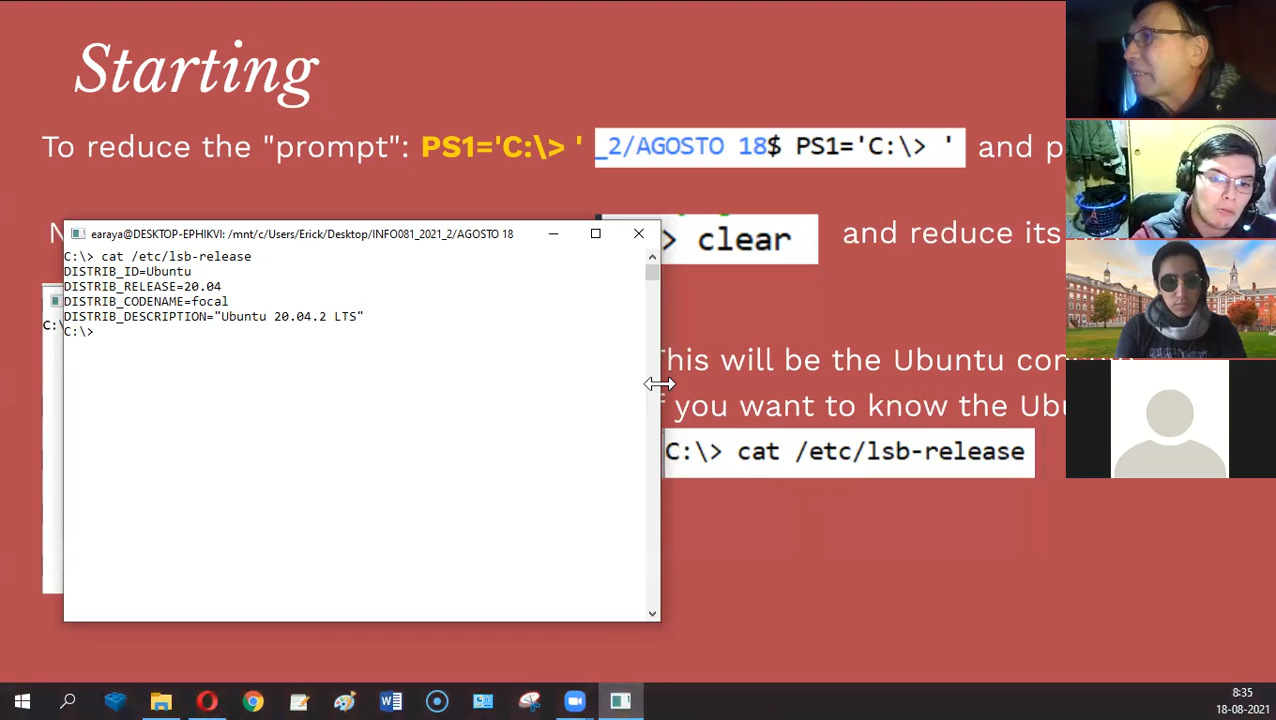 Starting
To reduce the "prompt": PS1='C:\> ' _2/AGOSTO 18$ PS1='C:\> ' and p
N
> clear and reduce its
earaya@DESKTOP-EPHIKVI: /mnt/c/Users/Erick/Desktop/INFO081_2021_2/AGOSTO 18
C:\> cat /etc/lsb-release
DISTRIB_ID=Ubuntu
DISTRIB_RELEASE=20.04
DISTRIB_CODENAME=focal
DISTRIB_DESCRIPTION="Ubuntu 20.04.2 LTS"
C:\>
C:\
This will be the Ubuntu con
f you want to know the Ubu
C:\> cat /etc/lsb-release
8:35
18-08-2021